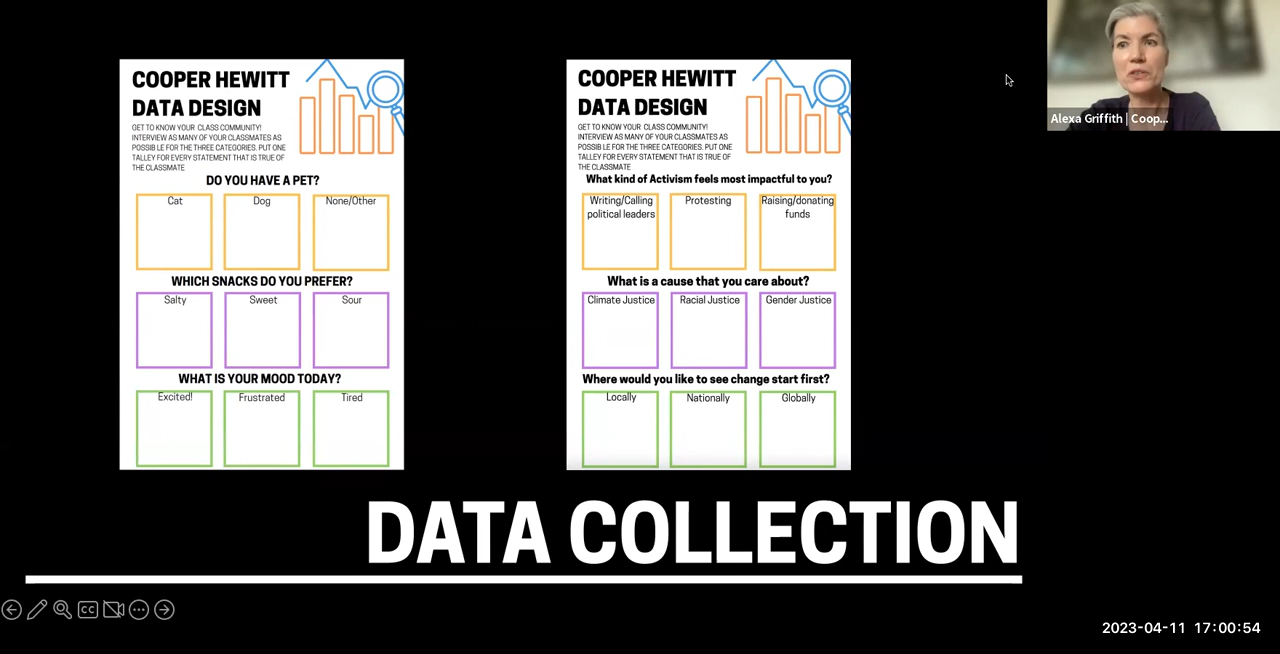 COOPER HEWITT
DATA DESIGN
GET TO KNOW YOUR CLASS COMMUNITY!
INTERVIEW AS MANY OF YOUR CLASSMATES AS
POSSIB LE FOR THE THREE CATEGORIES. PUT ONE
TALLEY FOR EVERY STATEMENT THAT IS TRUE OF
THE CLASSMATE
DO YOU HAVE A PET?
Cat
Dog
None/Other
WHICH SNACKS DO YOU PREFER?
Salty
Sweet
Sour
WHAT IS YOUR MOOD TODAY?
Excited!
Frustrated
Tired
COOPER HEWITT
DATA DESIGN
GET TO KNOW YOUR CLASS COMMUNITY!
INTERVIEW AS MANY OF YOUR CLASSMATES AS
POSSIB LE FOR THE THREE CATEGORIES. PUT ONE
TALLEY FOR EVERY STATEMENT THAT IS TRUE OF
THE CLASSMATE
What kind of Activism feels most impactful to you?
Writing/Calling
political leaders
Protesting
Raising/donating
funds
What is a cause that you care about?
Climate Justice
Racial Justice
Gender Justice
Where would you like to see change start first?
Locally
Nationally
Globally
Alexa Griffith | Coop...
DATA COLLECTION
CC
2023-04-11 17:00:54